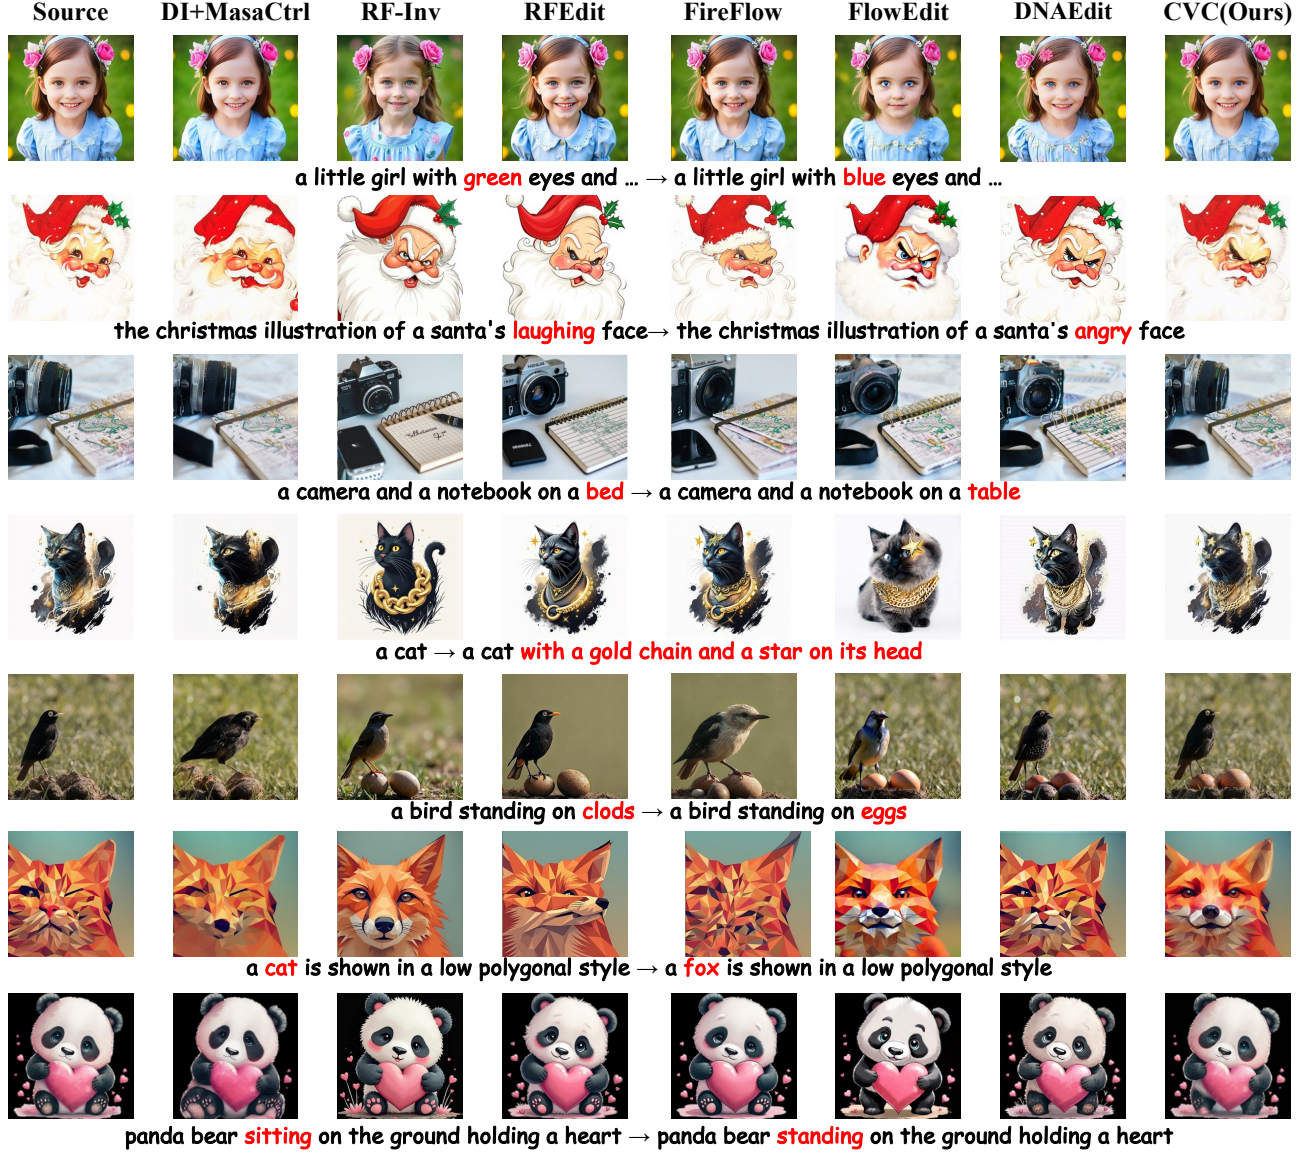 Source DI+MasaCtrl RF-Inv RFEdit FireFlow FlowEdit DNAEdit CVC(Ours)
a little girl with green eyes and ... → a little girl with blue eyes and ...
the christmas illustration of a santa's laughing face→ the christmas illustration of a santa's angry face
a camera and a notebook on a bed → a camera and a notebook on a table
a cat → a cat with a gold chain and a star on its head
a bird standing on clods → a bird standing on eggs
a cat is shown in a low polygonal style → a fox is shown in a low polygonal style
panda bear sitting on the ground holding a heart → panda bear standing on the ground holding a heart